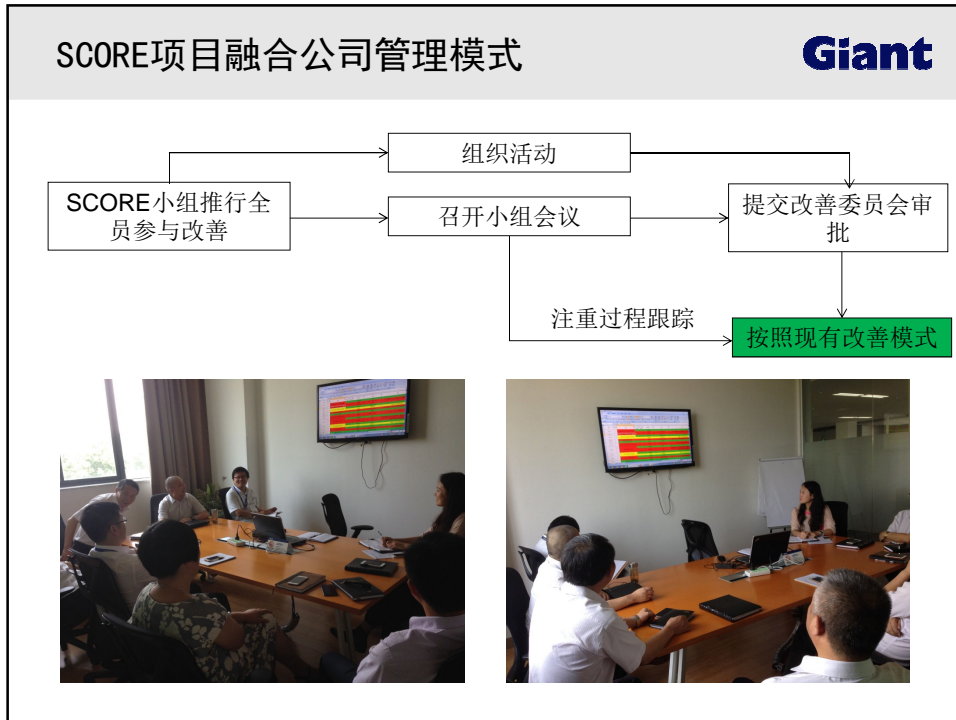 SCORE项目融合公司管理模式
Giant
组织活动
SCORE小组推行全
员参与改善
召开小组会议
提交改善委员会审
批
注重过程跟踪
按照现有改善模式